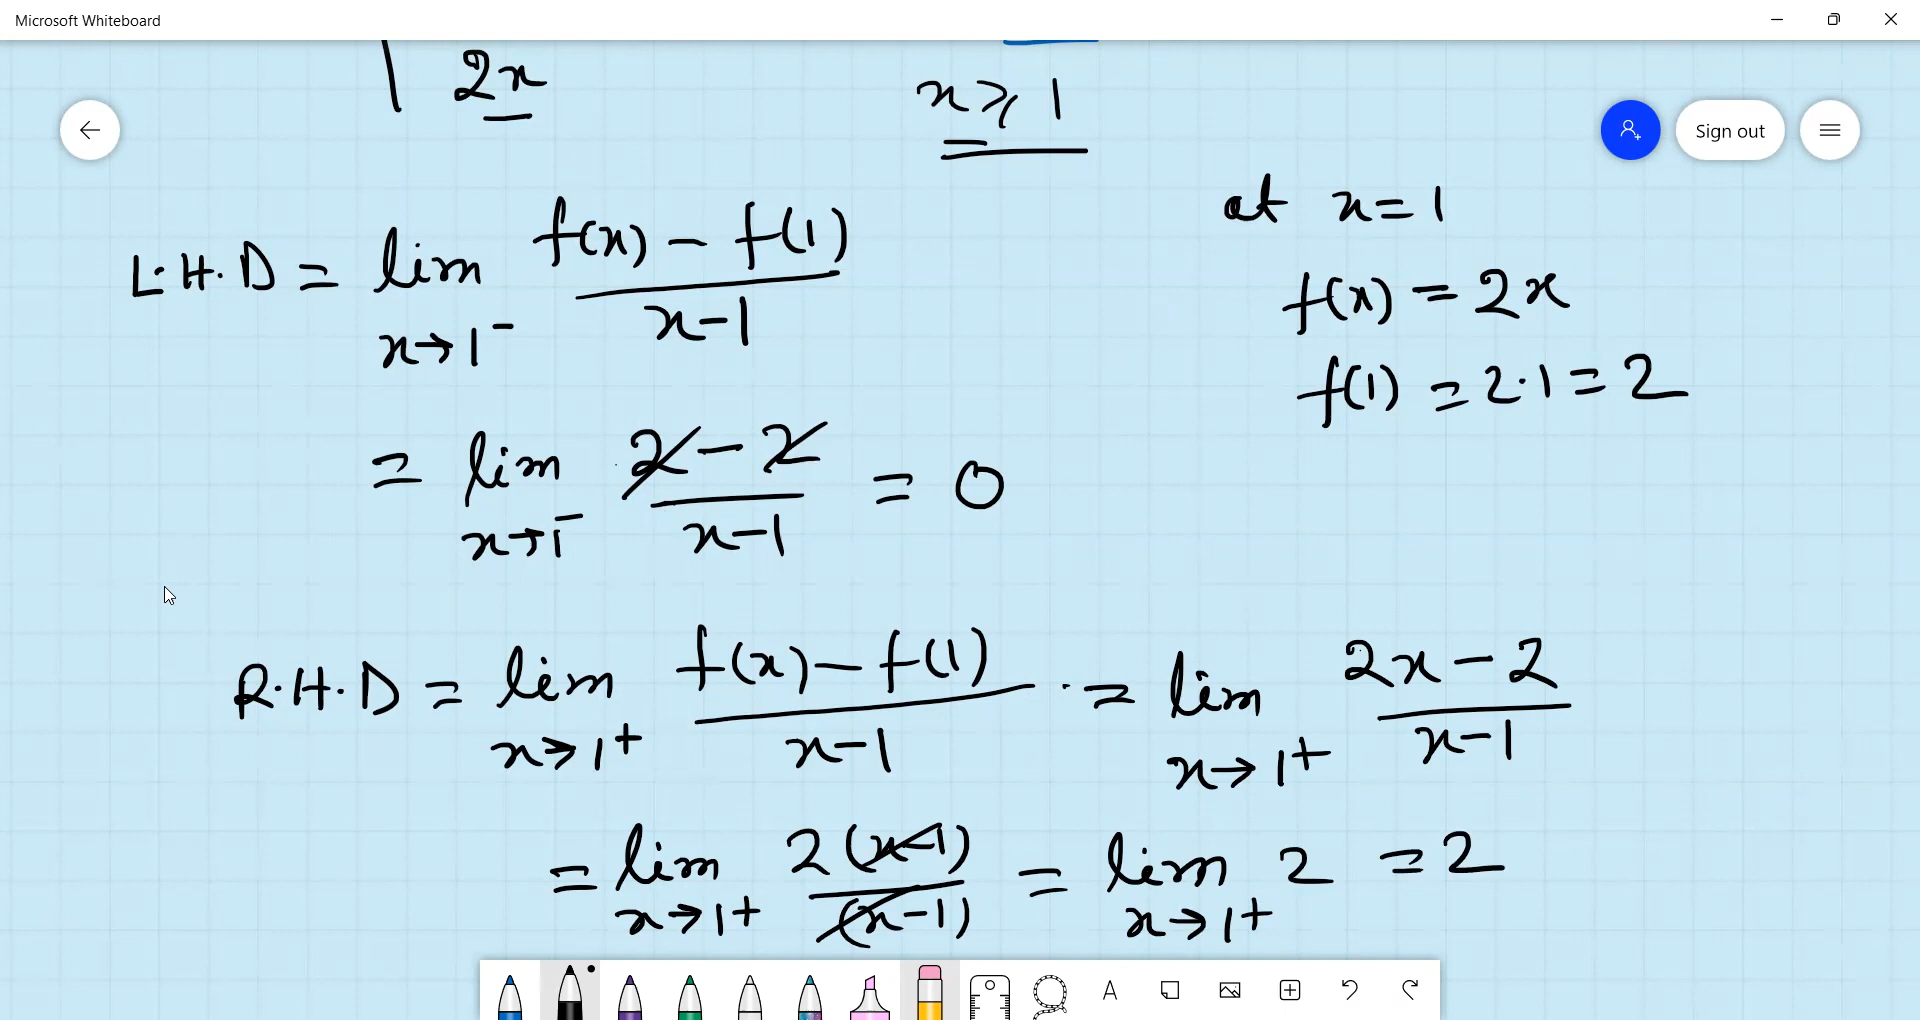 Microsoft Whiteboard
2x
x ⩾ 1
Sign out
at x = 1
L.H.D = lim x→1⁻ f(x) − f(1) / x−1
f(x) = 2x
f(1) = 2·1 = 2
= lim x→1⁻ 2 − 2 / x−1 = 0
R.H.D = lim x→1⁺ f(x) − f(1) / x−1 = lim x→1⁺ 2x − 2 / x−1
= lim x→1⁺ 2(x−1) / (x−1) = lim x→1⁺ 2 = 2
A